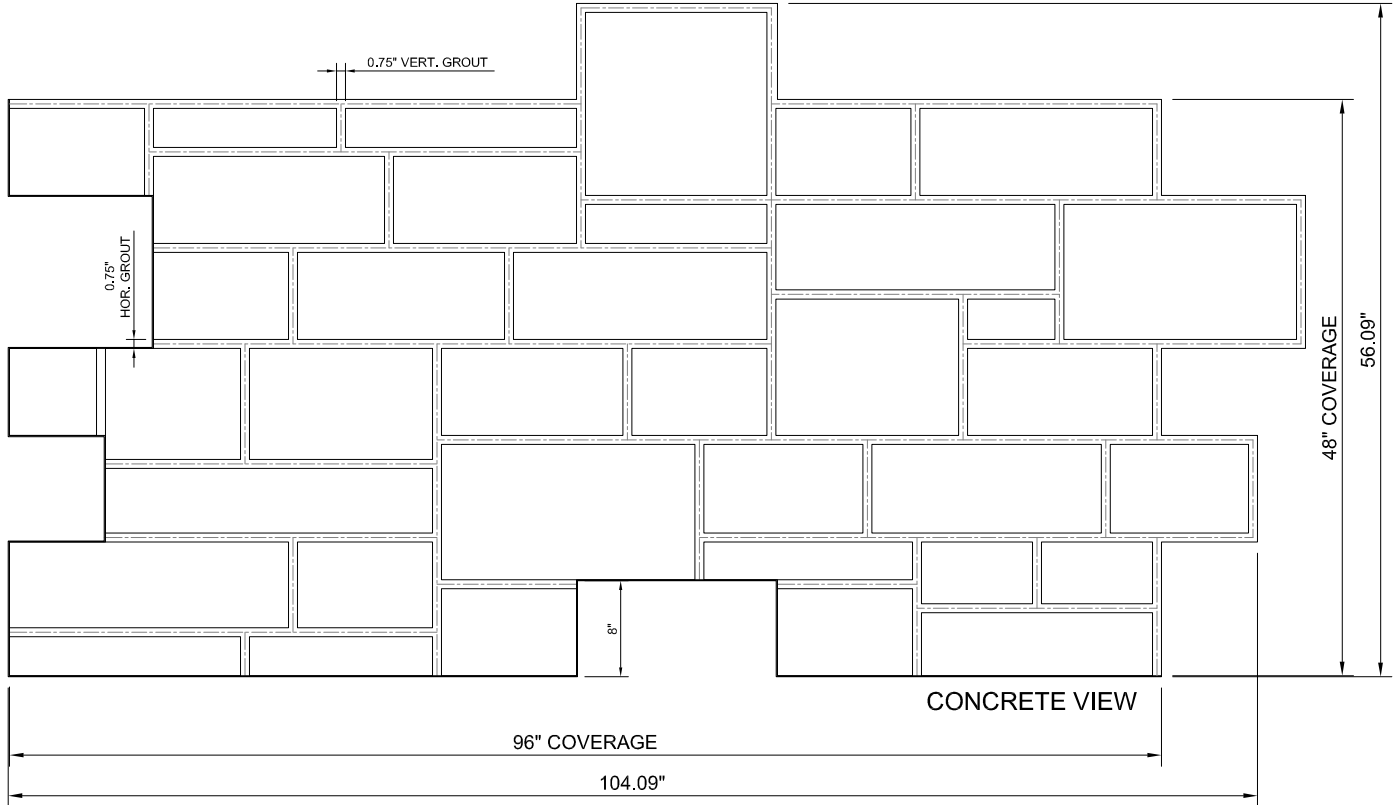 0.75" VERT. GROUT
0.75"
HOR. GROUT
48" COVERAGE
56.09"
8"
CONCRETE VIEW
96" COVERAGE
104.09"